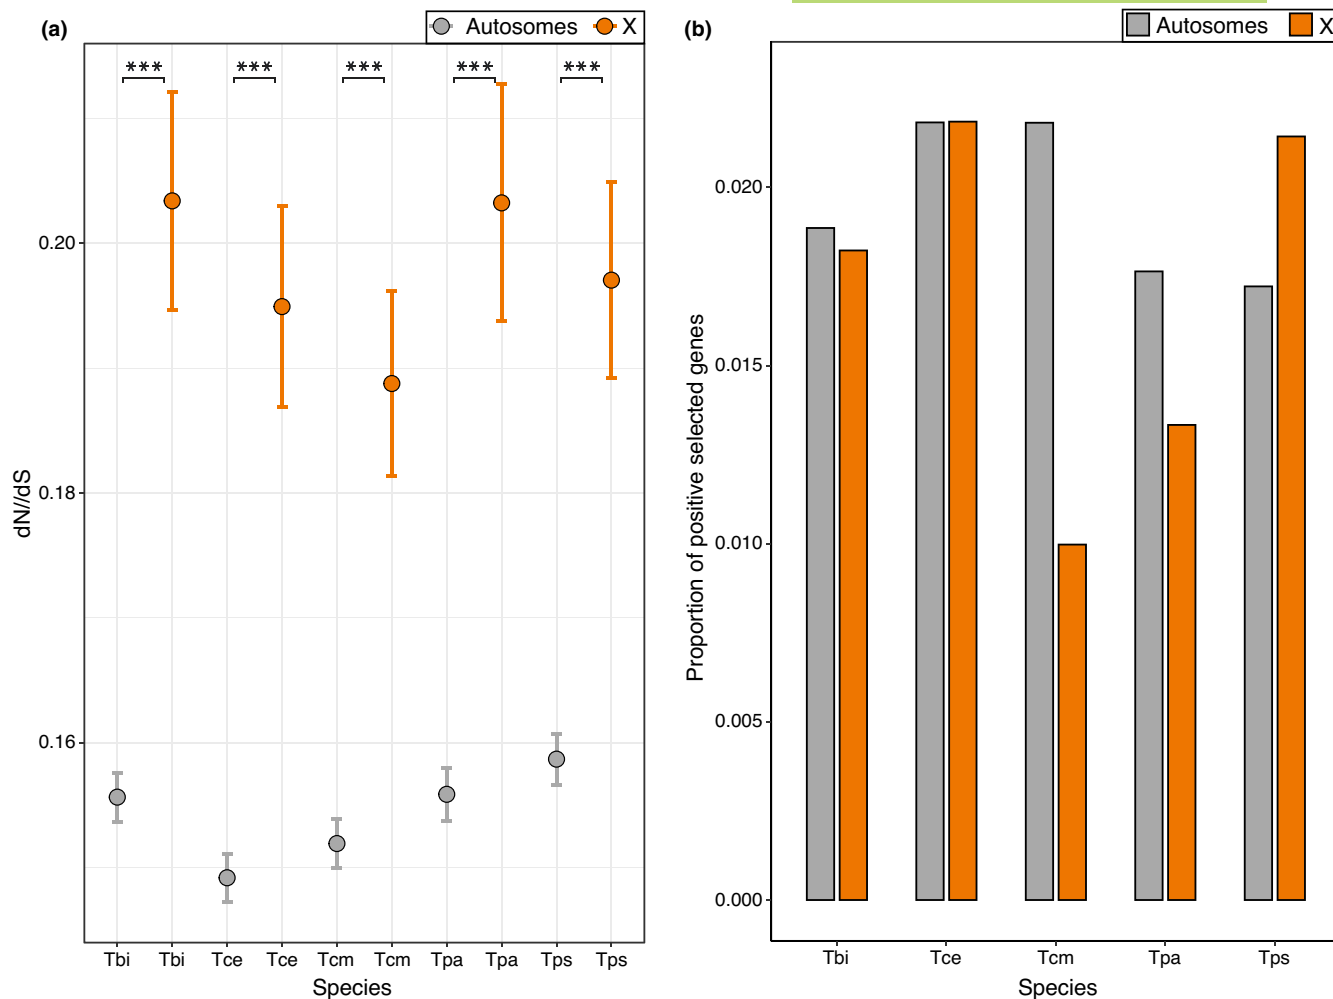 (a)
Autosomes X
*** *** *** *** ***
0.20
0.18
0.16
dN//dS
Tbi Tbi Tce Tce Tcm Tcm Tpa Tpa Tps Tps
Species
(b)
Autosomes X
0.020
0.015
0.010
0.005
0.000
Proportion of positive selected genes
Tbi Tce Tcm Tpa Tps
Species